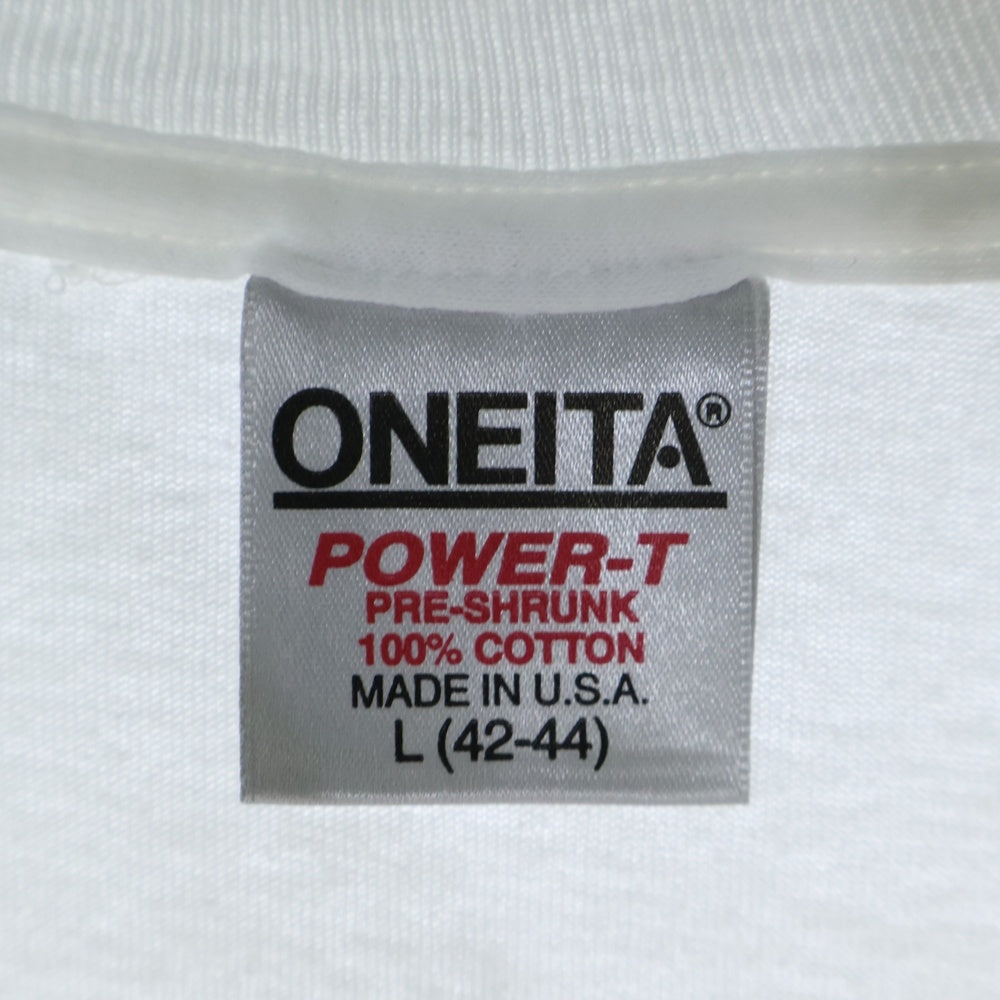 ONEITA®
POWER-T
PRE-SHRUNK
100% COTTON
MADE IN U.S.A.
L (42-44)